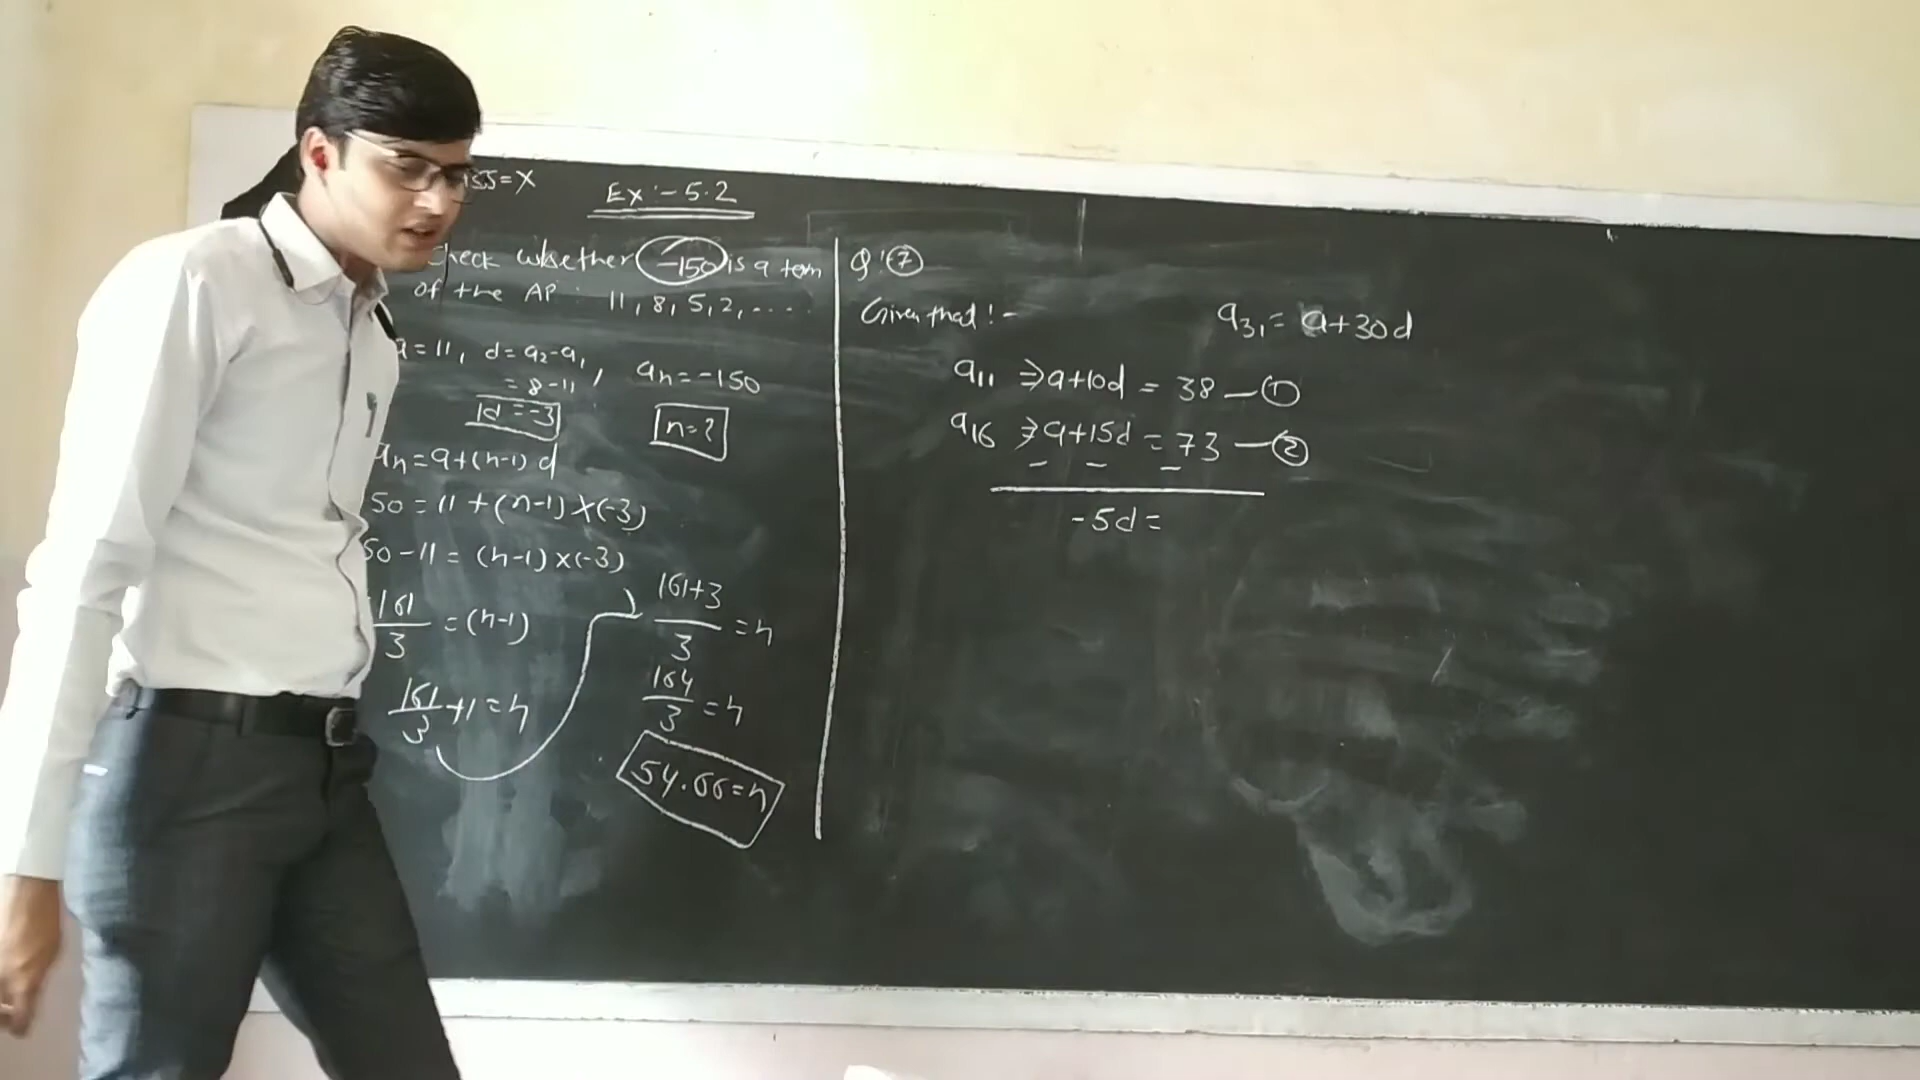 ss=X
Ex:- 5.2
Check whether -150 is a term
of the AP : 11, 8, 5, 2, ....
a = 11, d = a2-a1, an = -150
= 8-11
d = -3
n = ?
an = a+(n-1) d
50 = 11 + (n-1) X(-3)
50 - 11 = (n-1) x(-3)
161/3 = (n-1)
161/3 + 1 = n
161+3/3 = n
164/3 = n
54.66 = n
Q.! 7
Given that ! -
a31 = a+30d
a11 ⇒ a+10d = 38 — 1
a16 ⇒ a+15d = 73 — 2
- - -
-5d =